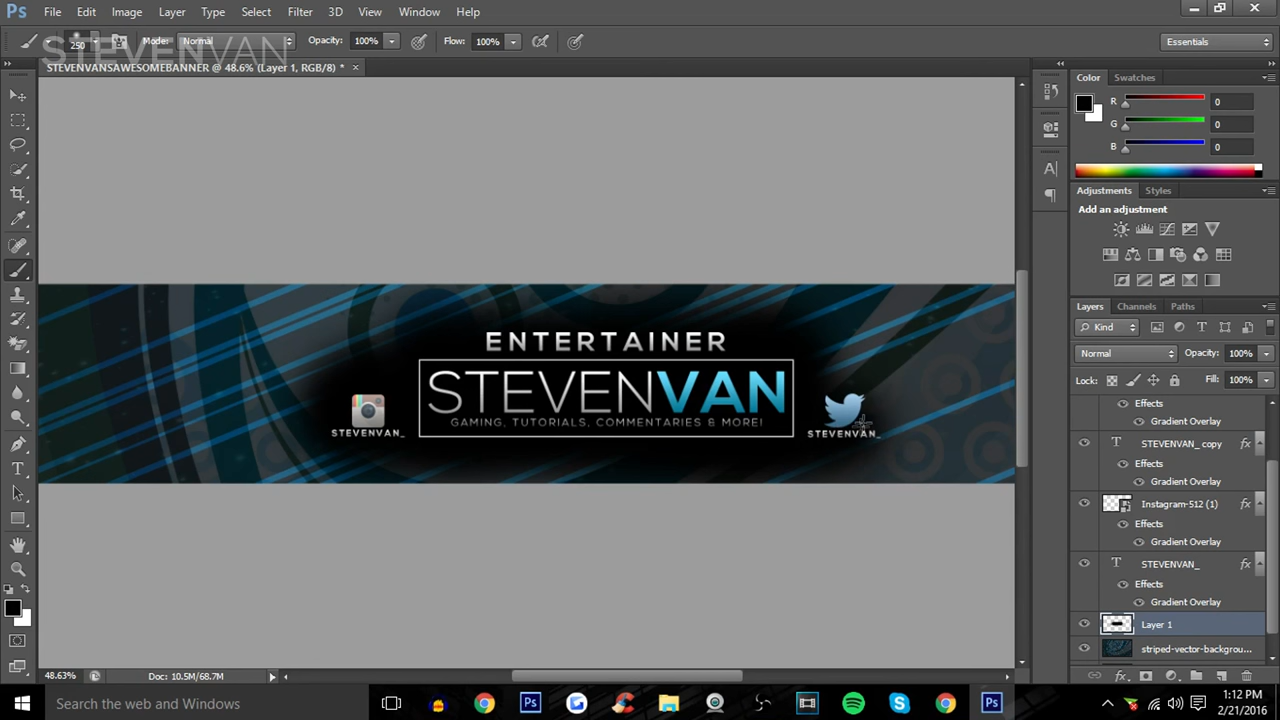 Ps File Edit Image Layer Type Select Filter 3D View Window Help
STEVENVAN
250 Mode: Normal Opacity: 100% Flow: 100% Essentials
STEVENVANSAWESOMEBANNER @ 48.6% (Layer 1, RGB/8) *
Color Swatches
R 0
G 0
B 0
Adjustments Styles
Add an adjustment
Layers Channels Paths
Kind
Normal Opacity: 100%
Lock: Fill: 100%
Effects
Gradient Overlay
T STEVENVAN_ copy fx
Effects
Gradient Overlay
Instagram-512 (1) fx
Effects
Gradient Overlay
T STEVENVAN_ fx
Effects
Gradient Overlay
Layer 1
striped-vector-backgrou...
ENTERTAINER
STEVENVAN
GAMING, TUTORIALS, COMMENTARIES & MORE!
STEVENVAN_
STEVENVAN_
48.63% Doc: 10.5M/68.7M
Search the web and Windows
1:12 PM
2/21/2016